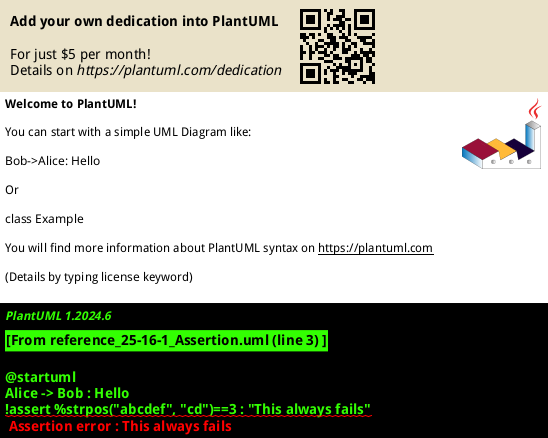 Add your own dedication into PlantUML
For just $5 per month!
Details on https://plantuml.com/dedication
Welcome to PlantUML!
You can start with a simple UML Diagram like:
Bob->Alice: Hello
Or
class Example
You will find more information about PlantUML syntax on https://plantuml.com
(Details by typing license keyword)
PlantUML 1.2024.6
[From reference_25-16-1_Assertion.uml (line 3) ]
@startuml
Alice -> Bob : Hello
!assert %strpos("abcdef", "cd")==3 : "This always fails"
Assertion error : This always fails